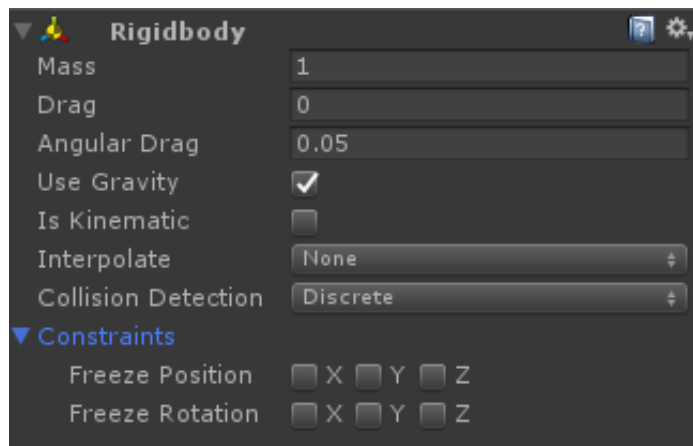 Rigidbody
Mass 1
Drag 0
Angular Drag 0.05
Use Gravity
Is Kinematic
Interpolate None
Collision Detection Discrete
Constraints
Freeze Position X Y Z
Freeze Rotation X Y Z